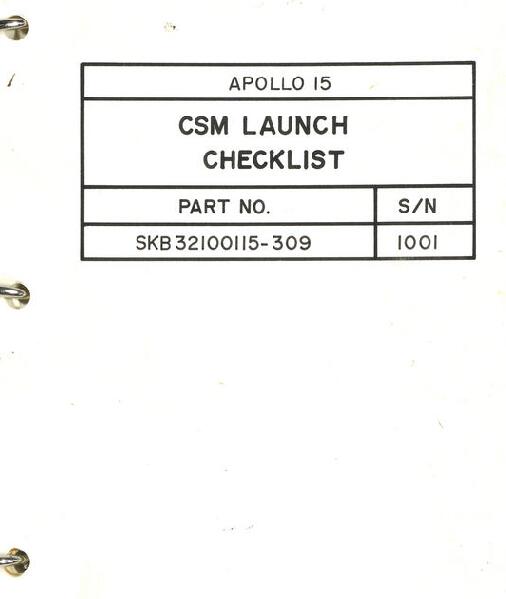 APOLLO 15
CSM LAUNCH
CHECKLIST
PART NO. S/N
SKB32100115-309 1001